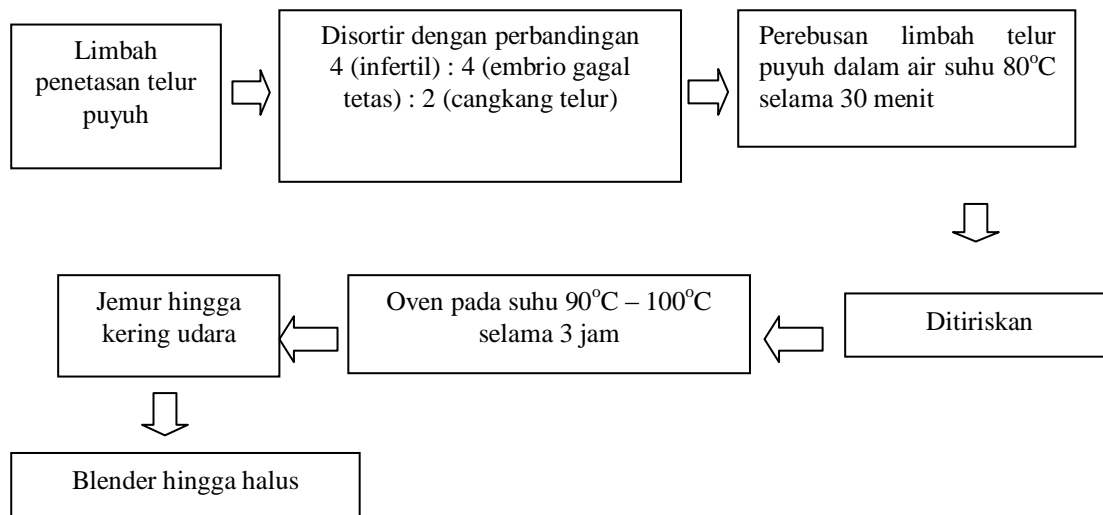 Limbah
penetasan telur
puyuh
Disortir dengan perbandingan
4 (infertil) : 4 (embrio gagal
tetas) : 2 (cangkang telur)
Perebusan limbah telur
puyuh dalam air suhu 80°C
selama 30 menit
Ditiriskan
Oven pada suhu 90°C – 100°C
selama 3 jam
Jemur hingga
kering udara
Blender hingga halus